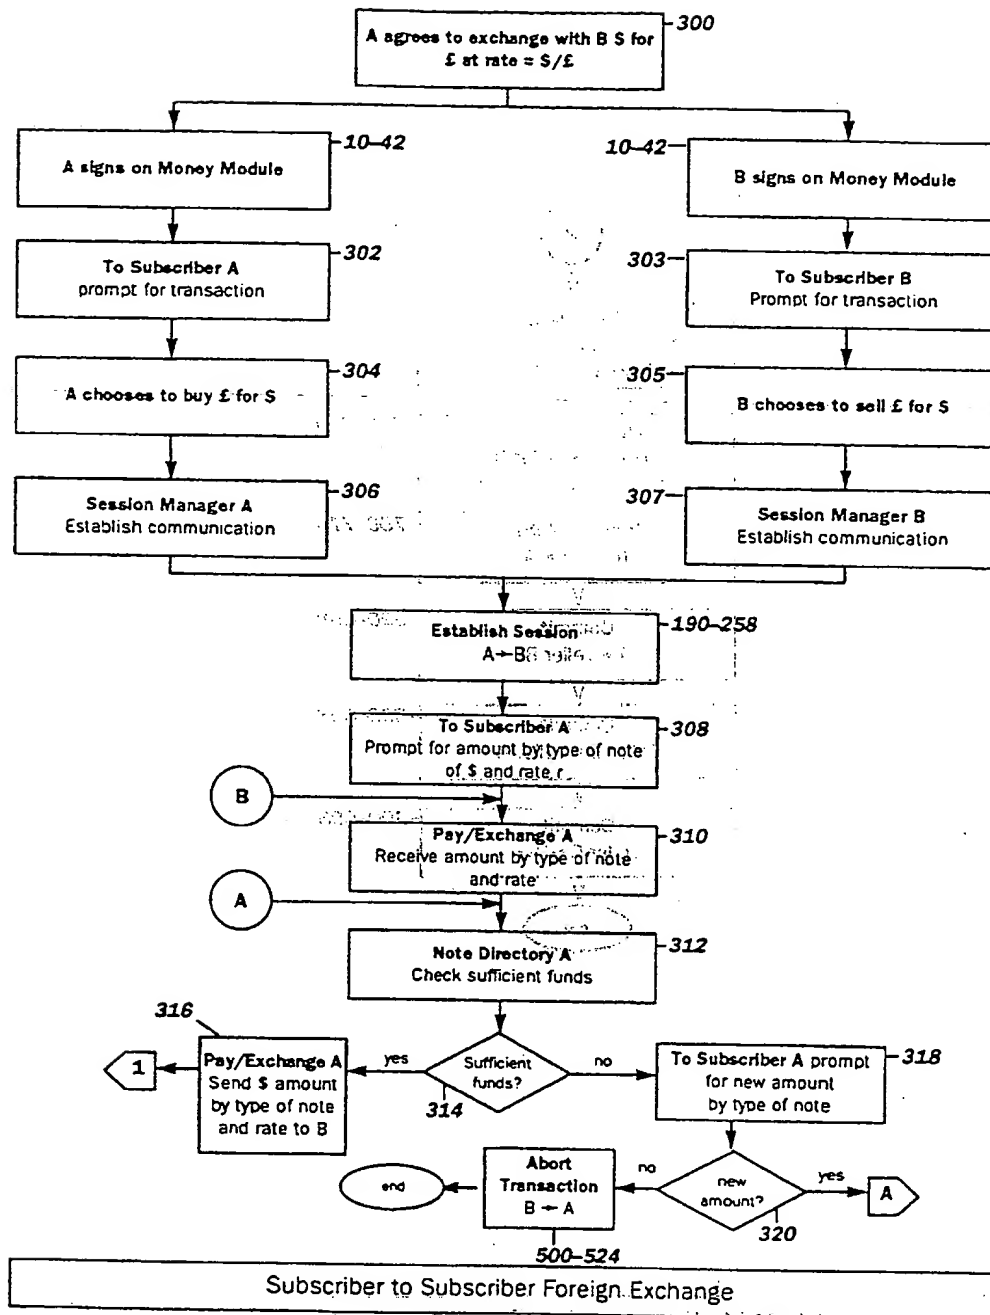 A agrees to exchange with B $ for
£ at rate = $/£
300
A signs on Money Module
10-42
10-42
B signs on Money Module
To Subscriber A
prompt for transaction
302
303
To Subscriber B
Prompt for transaction
A chooses to buy £ for $
304
305
B chooses to sell £ for $
Session Manager A
Establish communication
306
307
Session Manager B
Establish communication
Establish Session
A→B
190-258
To Subscriber A
Prompt for amount by type of note
of $ and rate r
308
B
Pay/Exchange A
Receive amount by type of note
and rate
310
A
Note Directory A
Check sufficient funds
312
316
1
Pay/Exchange A
Send $ amount
by type of note
and rate to B
yes
Sufficient
funds?
314
no
To Subscriber A prompt
for new amount
by type of note
318
end
Abort
Transaction
B ← A
500-524
no
new
amount?
320
yes
A
Subscriber to Subscriber Foreign Exchange